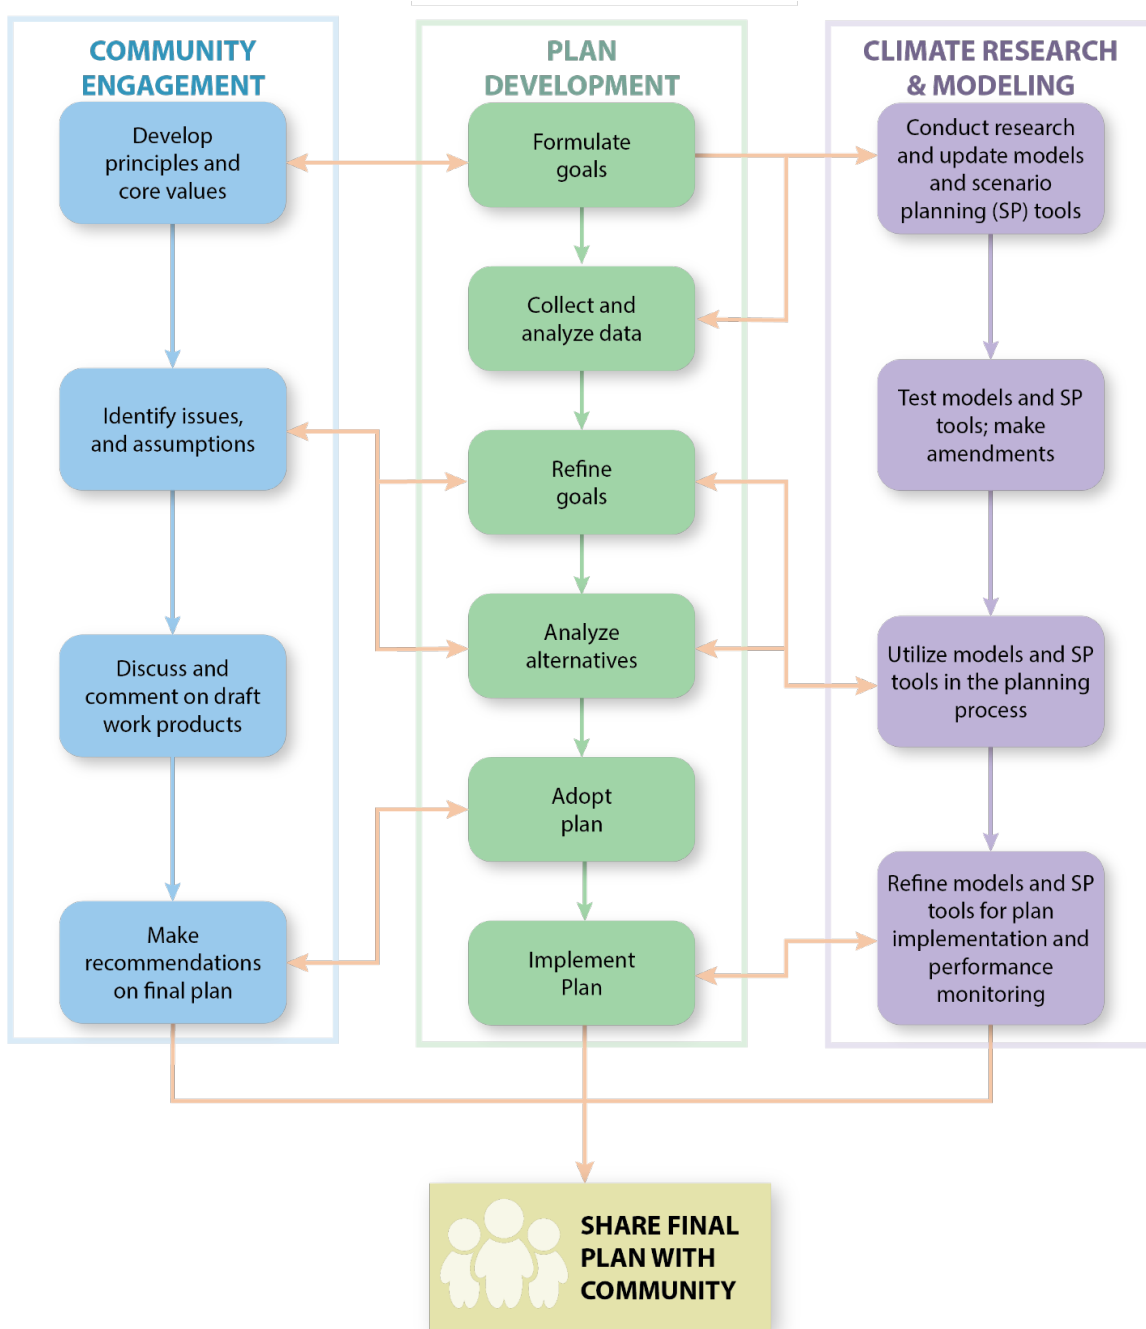 COMMUNITY
ENGAGEMENT
Develop
principles and
core values
Identify issues,
and assumptions
Discuss and
comment on draft
work products
Make
recommendations
on final plan
PLAN
DEVELOPMENT
Formulate
goals
Collect and
analyze data
Refine
goals
Analyze
alternatives
Adopt
plan
Implement
Plan
CLIMATE RESEARCH
& MODELING
Conduct research
and update models
and scenario
planning (SP) tools
Test models and SP
tools; make
amendments
Utilize models and SP
tools in the planning
process
Refine models and SP
tools for plan
implementation and
performance
monitoring
SHARE FINAL
PLAN WITH
COMMUNITY